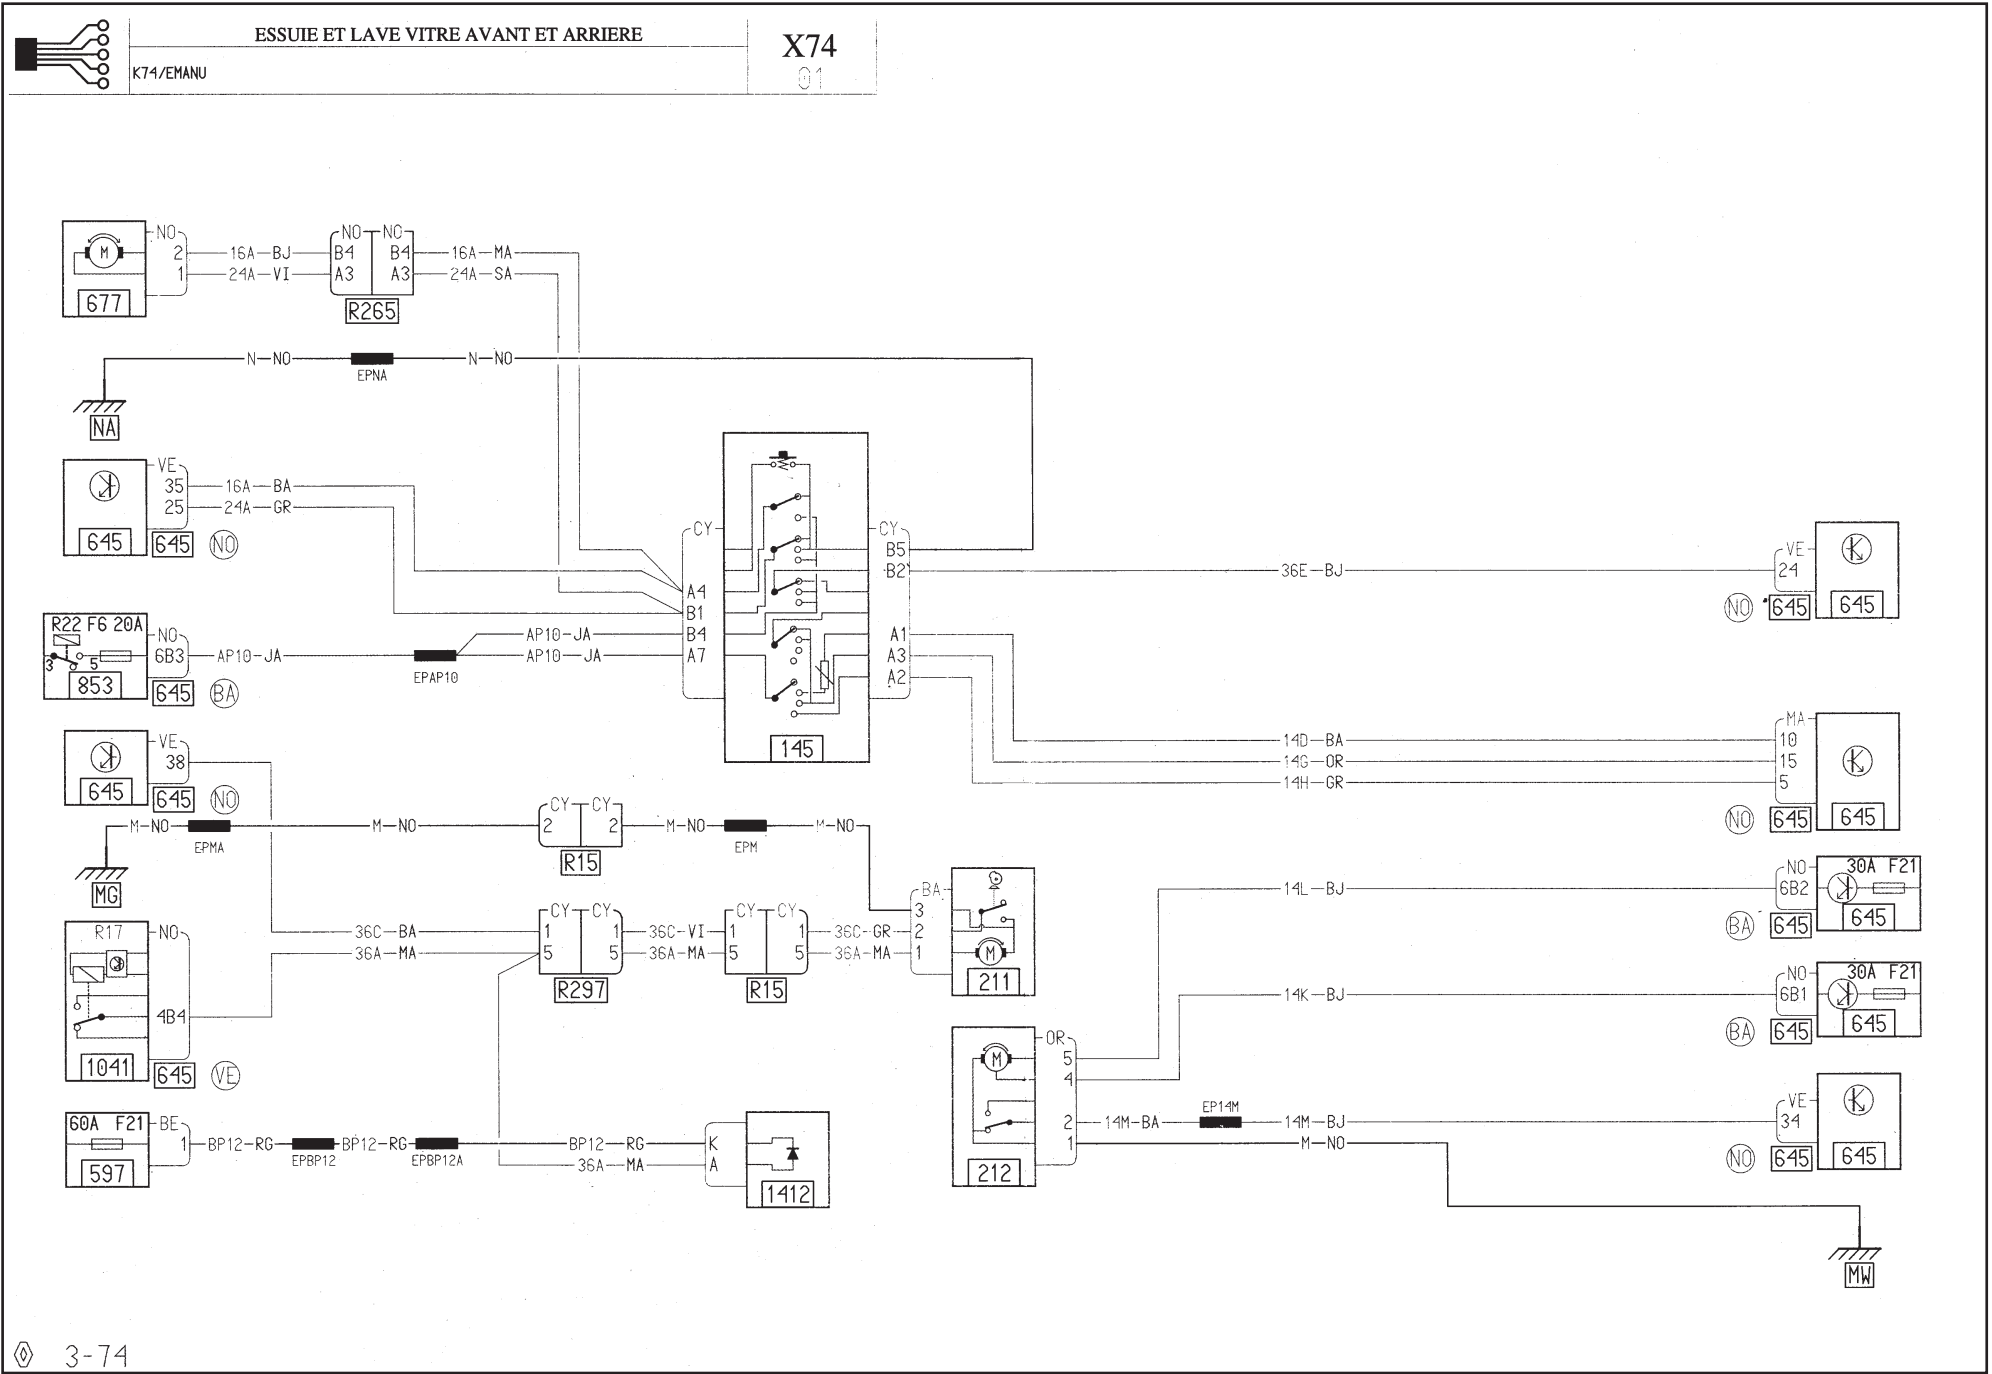 ESSUIE ET LAVE VITRE AVANT ET ARRIERE
K74/EMANU
X74
01
NO
2 16A BJ B4
1 24A VI A3
677
NO NO
B4 16A MA
A3 24A SA
R265
N NO EPNA N NO
NA
VE
35 16A BA
25 24A GR
645
645 NO
R22 F6 20A
3 5
853
NO
6B3 AP10 JA
645 BA
EPAP10
AP10 JA
AP10 JA
CY
A4
B1
B4
A7
145
CY
B5
B2
A1
A3
A2
36E BJ
VE
24
645
NO 645
14D BA
14G OR
14H GR
MA
10
15
5
645
NO 645
VE
38
645
645 NO
M NO EPMA M NO
MG
CY CY
2 2
R15
M NO EPM M NO
R17
NO
4B4
1041
645 VE
36C BA
36A MA
CY CY
1 1
5 5
R297
36C VI
36A MA
CY CY
1 1
5 5
R15
36C GR
36A MA
BA
3
2
1
M
211
60A F21
597
BE
1 BP12 RG EPBP12 BP12 RG EPBP12A BP12 RG K
36A MA A
1412
M
212
OR
5
4
2 14M BA EP14M 14M BJ
1 M NO
14L BJ
NO
6B2
30A F21
645
BA 645
14K BJ
NO
6B1
30A F21
645
BA 645
VE
34
645
NO 645
MW
3-74